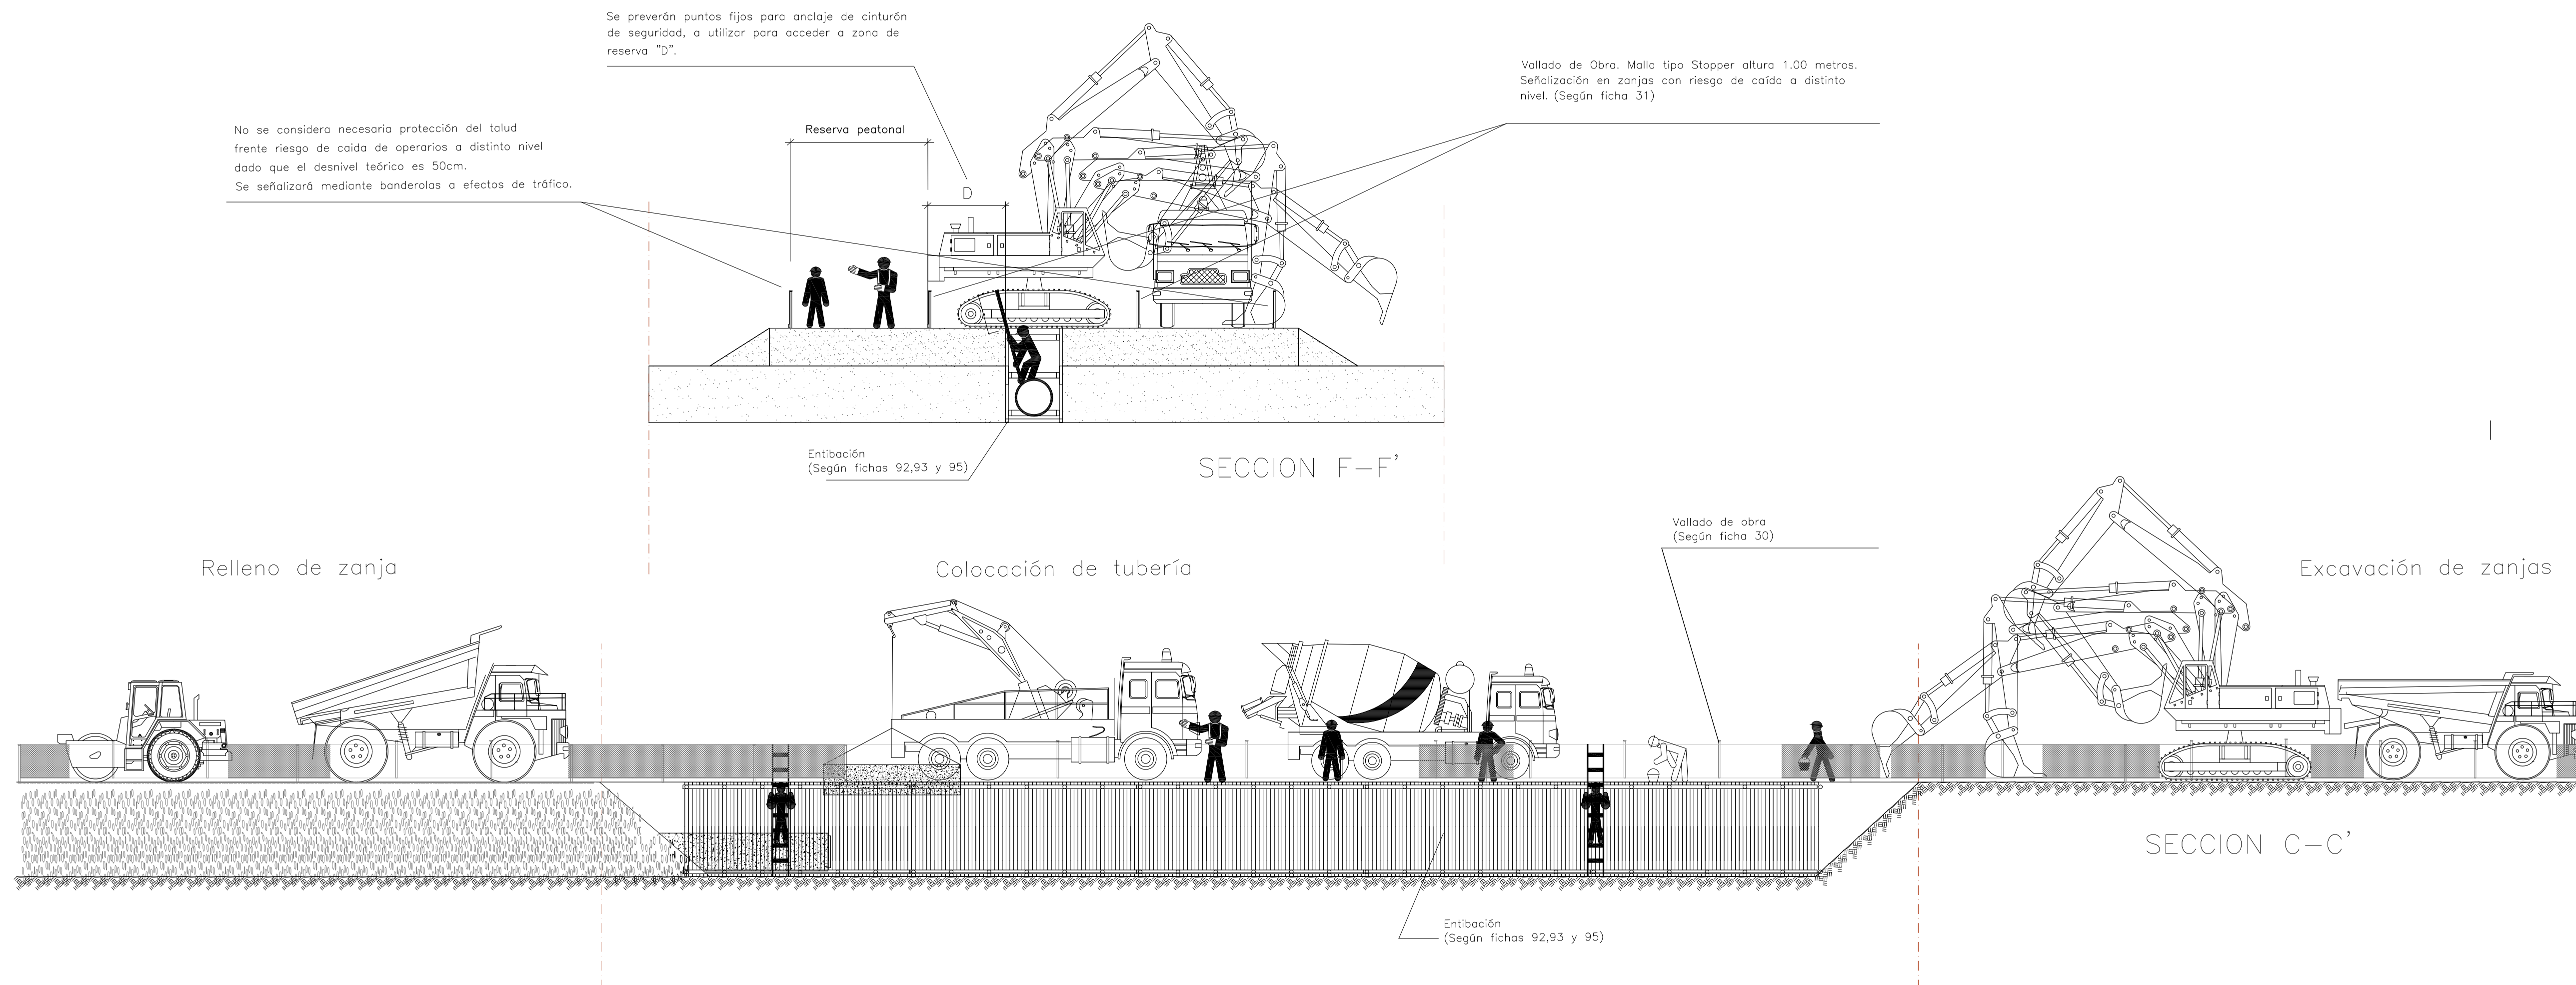 Se preverán puntos fijos para anclaje de cinturón
de seguridad, a utilizar para acceder a zona de
reserva "D".
Vallado de Obra. Malla tipo Stopper altura 1.00 metros.
Señalización en zanjas con riesgo de caída a distinto
nivel. (Según ficha 31)
No se considera necesaria protección del talud
frente riesgo de caida de operarios a distinto nivel
dado que el desnivel teórico es 50cm.
Se señalizará mediante banderolas a efectos de tráfico.
Reserva peatonal
D
Entibación
(Según fichas 92,93 y 95)
SECCION F-F'
Vallado de obra
(Según ficha 30)
Relleno de zanja
Colocación de tubería
Excavación de zanjas
SECCION C-C'
Entibación
(Según fichas 92,93 y 95)